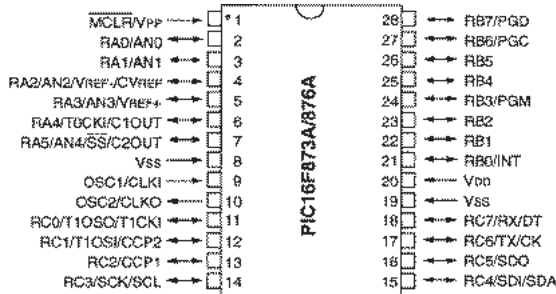 MCLR/VPP 1
RA0/AN0 2
RA1/AN1 3
RA2/AN2/VREF-/CVREF 4
RA3/AN3/VREF+ 5
RA4/T0CKI/C1OUT 6
RA5/AN4/SS/C2OUT 7
VSS 8
OSC1/CLKI 9
OSC2/CLKO 10
RC0/T1OSO/T1CKI 11
RC1/T1OSI/CCP2 12
RC2/CCP1 13
RC3/SCK/SCL 14
PIC16F873A/876A
28 RB7/PGD
27 RB6/PGC
26 RB5
25 RB4
24 RB3/PGM
23 RB2
22 RB1
21 RB0/INT
20 VDD
19 VSS
18 RC7/RX/DT
17 RC6/TX/CK
16 RC5/SDO
15 RC4/SDI/SDA